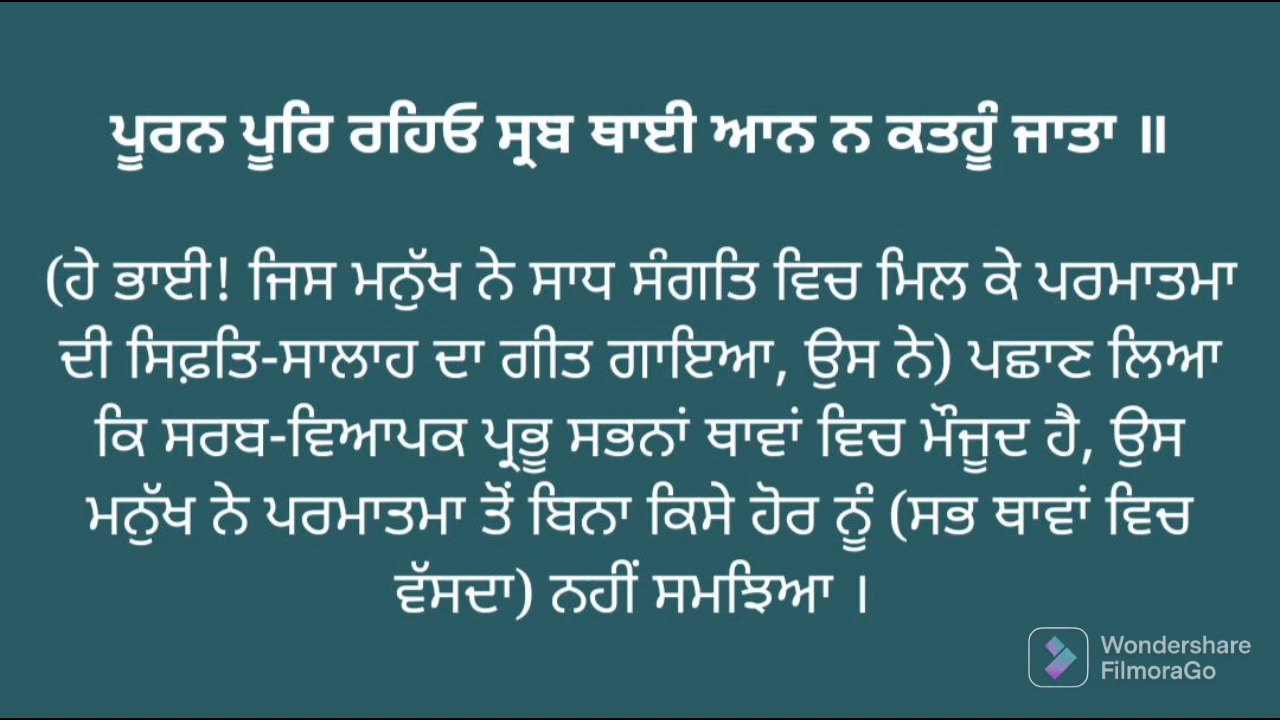 ਪੂਰਨ ਪੂਰਿ ਰਹਿਓ ਸ੍ਰਬ ਥਾਈ ਆਨ ਨ ਕਤਹੂੰ ਜਾਤਾ ॥
(ਹੇ ਭਾਈ! ਜਿਸ ਮਨੁੱਖ ਨੇ ਸਾਧ ਸੰਗਤਿ ਵਿਚ ਮਿਲ ਕੇ ਪਰਮਾਤਮਾ
ਦੀ ਸਿਫ਼ਤਿ-ਸਾਲਾਹ ਦਾ ਗੀਤ ਗਾਇਆ, ਉਸ ਨੇ) ਪਛਾਣ ਲਿਆ
ਕਿ ਸਰਬ-ਵਿਆਪਕ ਪ੍ਰਭੂ ਸਭਨਾਂ ਥਾਵਾਂ ਵਿਚ ਮੌਜੂਦ ਹੈ, ਉਸ
ਮਨੁੱਖ ਨੇ ਪਰਮਾਤਮਾ ਤੋਂ ਬਿਨਾ ਕਿਸੇ ਹੋਰ ਨੂੰ (ਸਭ ਥਾਵਾਂ ਵਿਚ
ਵੱਸਦਾ) ਨਹੀਂ ਸਮਝਿਆ ।
Wondershare
FilmoraGo